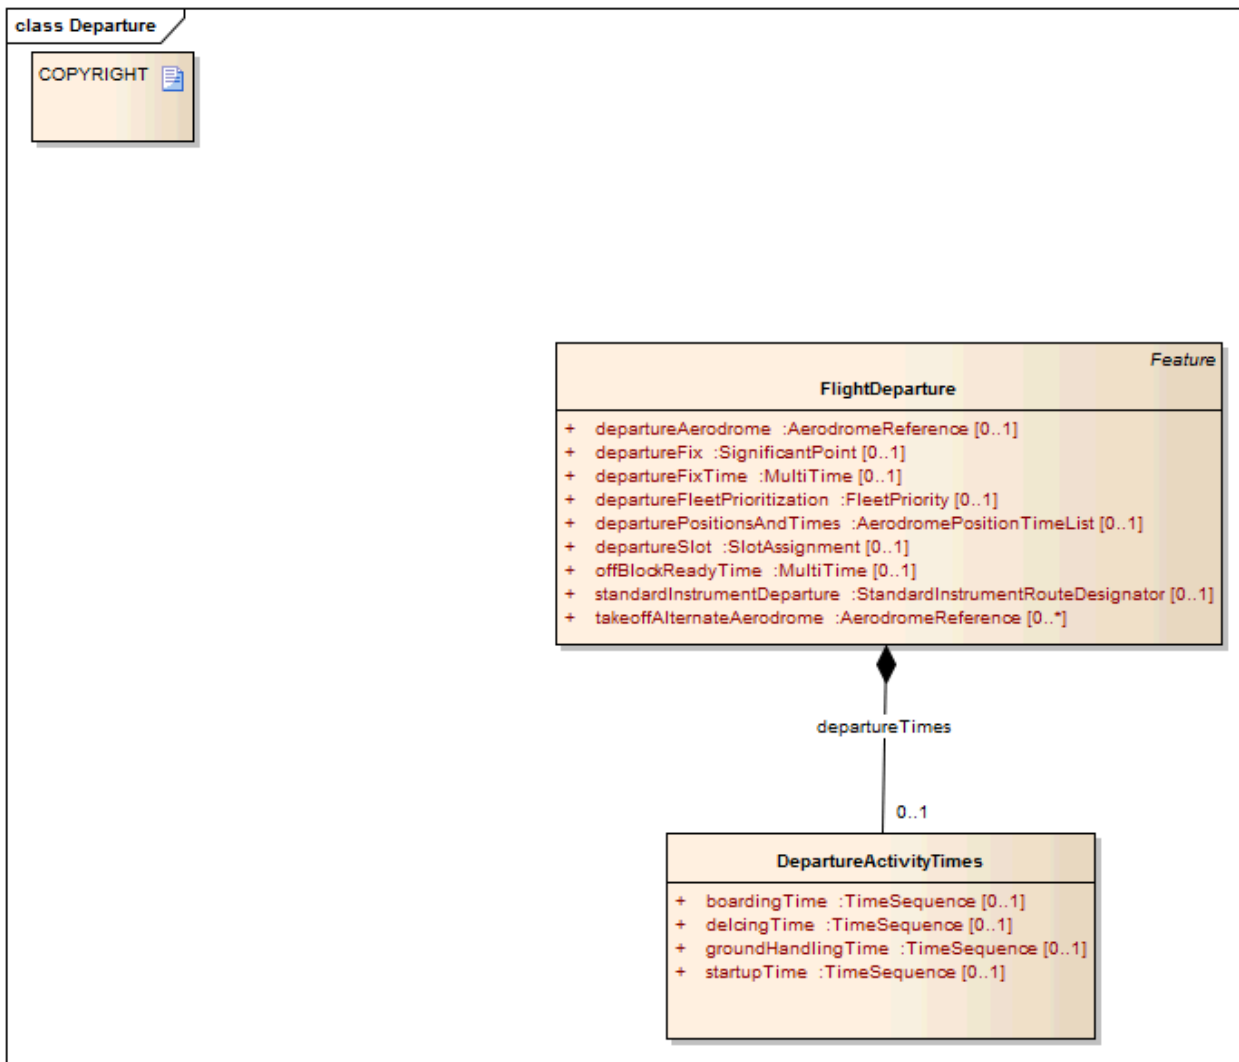 class Departure
COPYRIGHT
Feature
FlightDeparture
+ departureAerodrome :AerodromeReference [0..1]
+ departureFix :SignificantPoint [0..1]
+ departureFixTime :MultiTime [0..1]
+ departureFleetPrioritization :FleetPriority [0..1]
+ departurePositionsAndTimes :AerodromePositionTimeList [0..1]
+ departureSlot :SlotAssignment [0..1]
+ offBlockReadyTime :MultiTime [0..1]
+ standardInstrumentDeparture :StandardInstrumentRouteDesignator [0..1]
+ takeoffAlternateAerodrome :AerodromeReference [0..*]
departureTimes
0..1
DepartureActivityTimes
+ boardingTime :TimeSequence [0..1]
+ deIcingTime :TimeSequence [0..1]
+ groundHandlingTime :TimeSequence [0..1]
+ startupTime :TimeSequence [0..1]